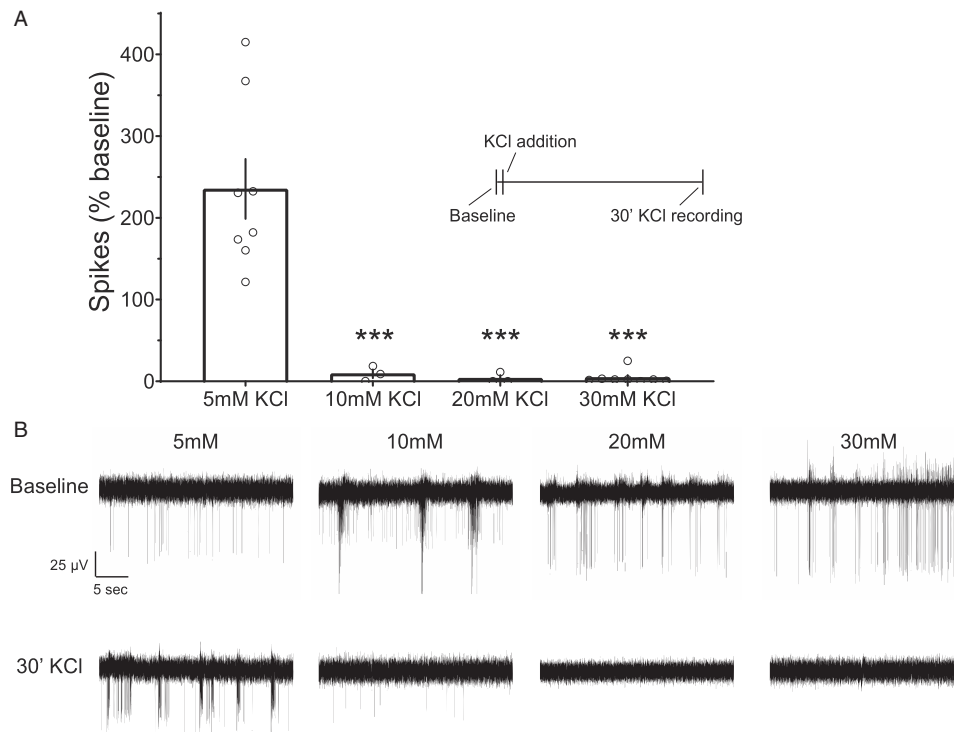 A
Spikes (% baseline)
400
300
200
100
0
KCl addition
Baseline
30' KCl recording
***
***
***
5mM KCl
10mM KCl
20mM KCl
30mM KCl
B
5mM
10mM
20mM
30mM
Baseline
25 µV
5 sec
30' KCl